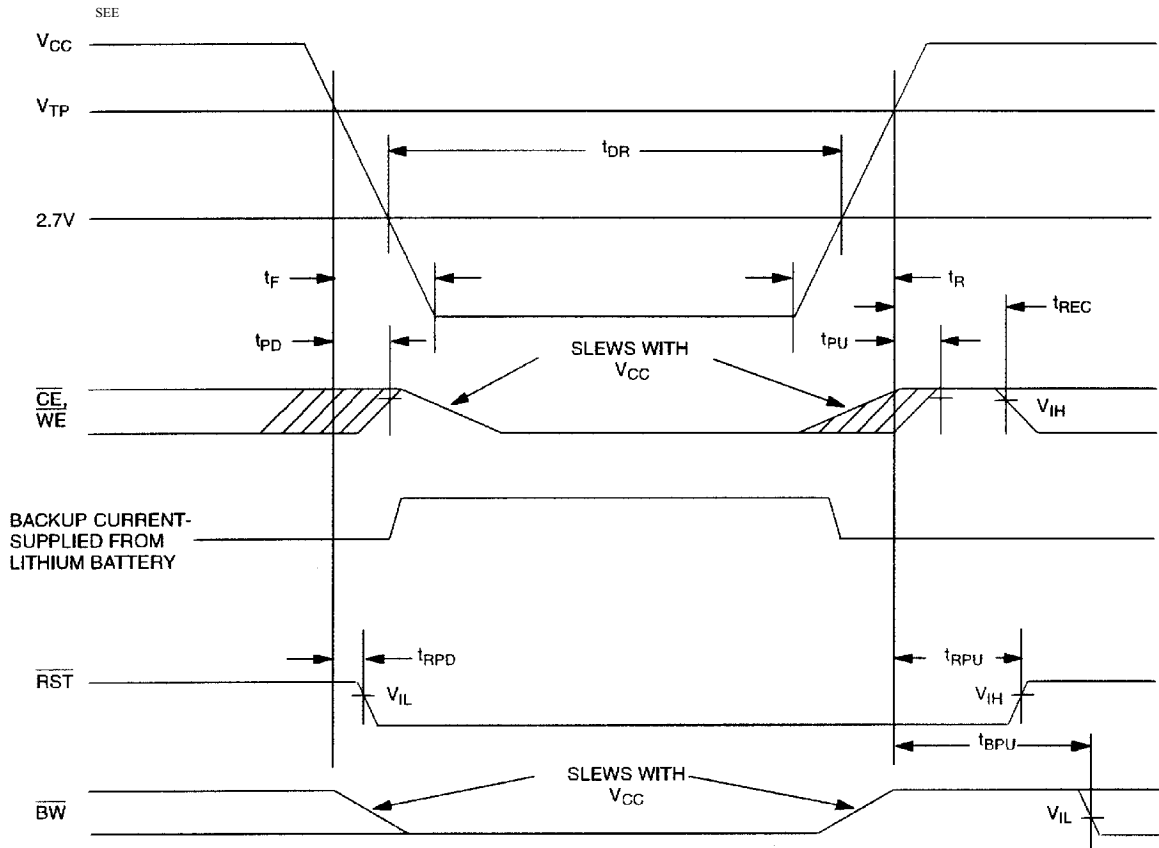 SEE
VCC
VTP
tDR
2.7V
tF
tR
tREC
tPD
SLEWS WITH
VCC
tPU
CE,
WE
VIH
BACKUP CURRENT-
SUPPLIED FROM
LITHIUM BATTERY
tRPD
tRPU
RST
VIL
VIH
tBPU
SLEWS WITH
VCC
BW
VIL